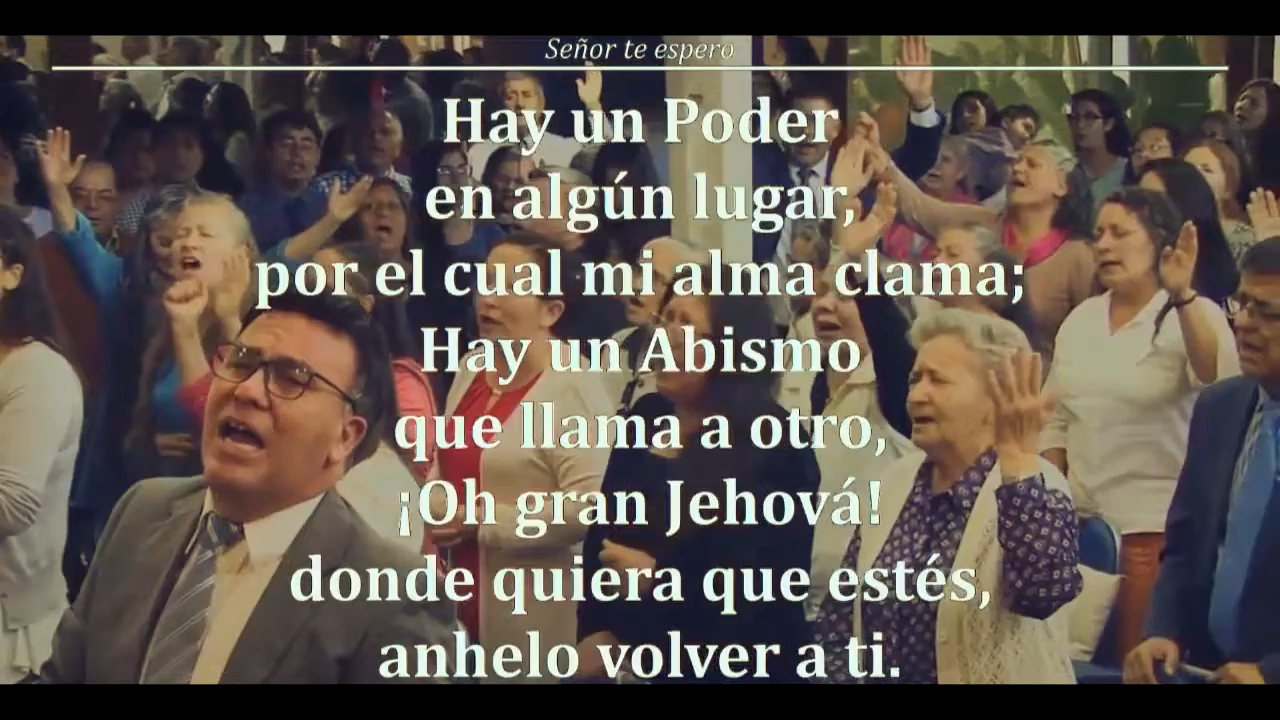 Señor te espero
Hay un Poder
en algún lugar,
por el cual mi alma clama;
Hay un Abismo
que llama a otro,
¡Oh gran Jehová!
donde quiera que estés,
anhelo volver a ti.